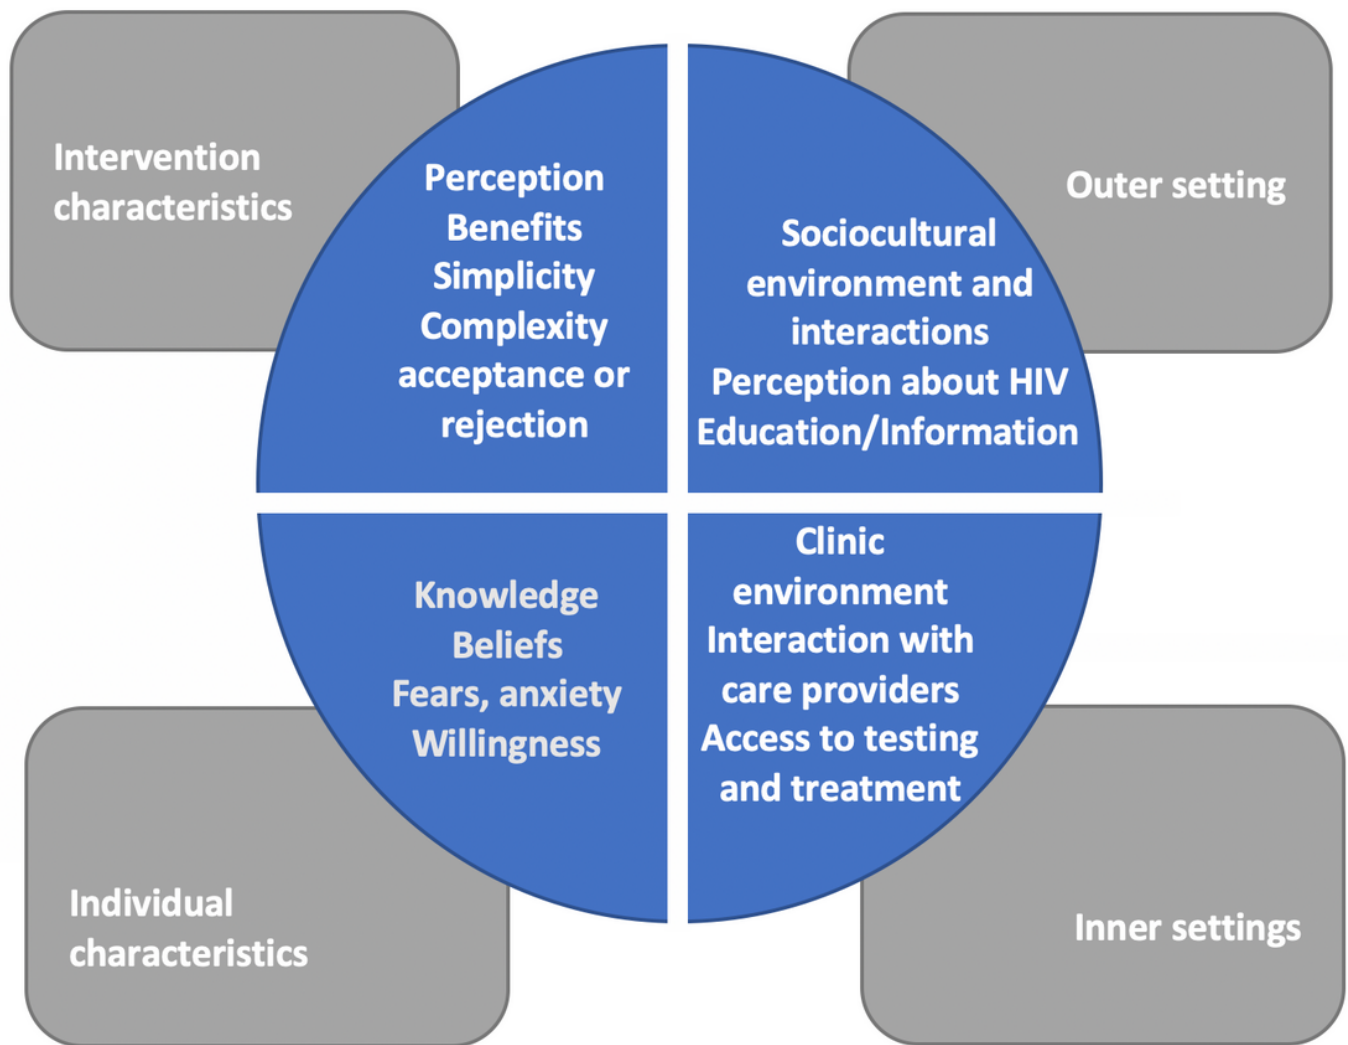 Intervention
characteristics
Perception
Benefits
Simplicity
Complexity
acceptance or
rejection
Outer setting
Sociocultural
environment and
interactions
Perception about HIV
Education/Information
Knowledge
Beliefs
Fears, anxiety
Willingness
Individual
characteristics
Clinic
environment
Interaction with
care providers
Access to testing
and treatment
Inner settings